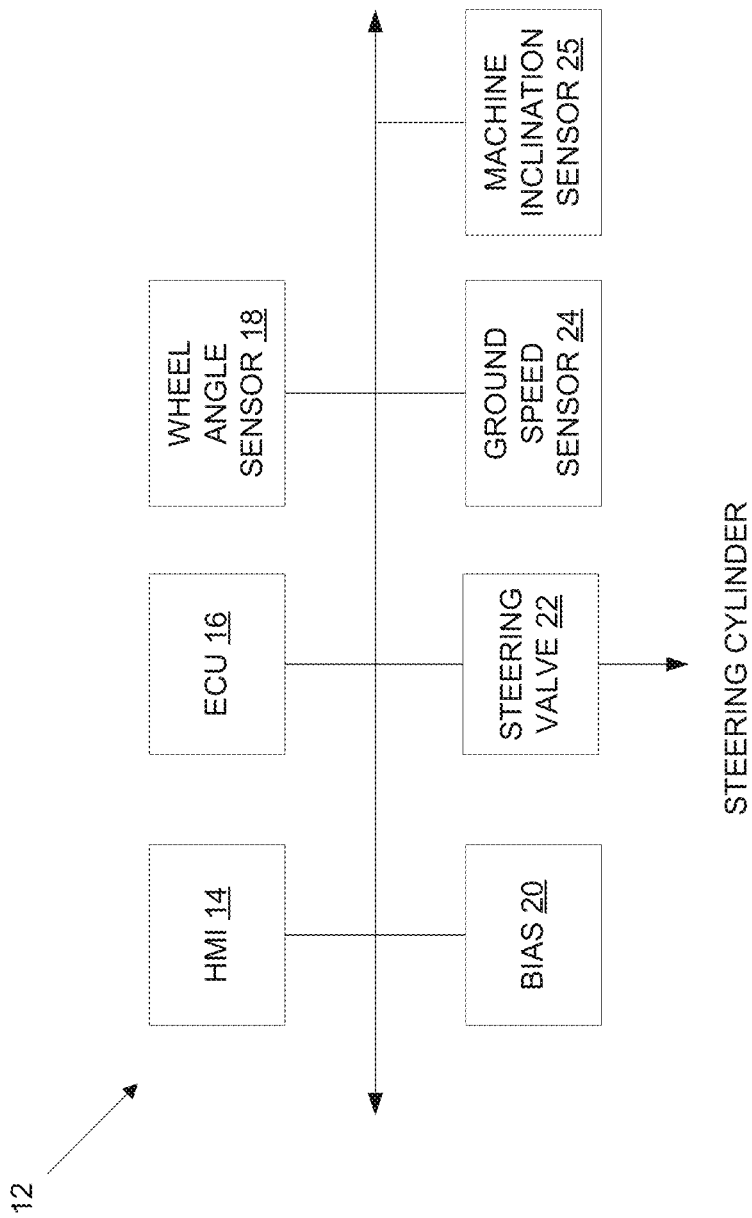 12
HMI 14
ECU 16
WHEEL
ANGLE
SENSOR 18
BIAS 20
STEERING
VALVE 22
GROUND
SPEED
SENSOR 24
MACHINE
INCLINATION
SENSOR 25
STEERING CYLINDER